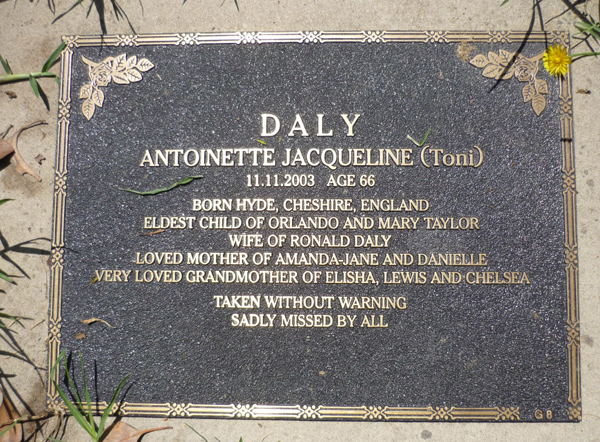 DALY
ANTOINETTE JACQUELINE (Toni)
11.11.2003 AGE 66
BORN HYDE, CHESHIRE, ENGLAND
ELDEST CHILD OF ORLANDO AND MARY TAYLOR
WIFE OF RONALD DALY
LOVED MOTHER OF AMANDA-JANE AND DANIELLE
VERY LOVED GRANDMOTHER OF ELISHA, LEWIS AND CHELSEA
TAKEN WITHOUT WARNING
SADLY MISSED BY ALL
GB